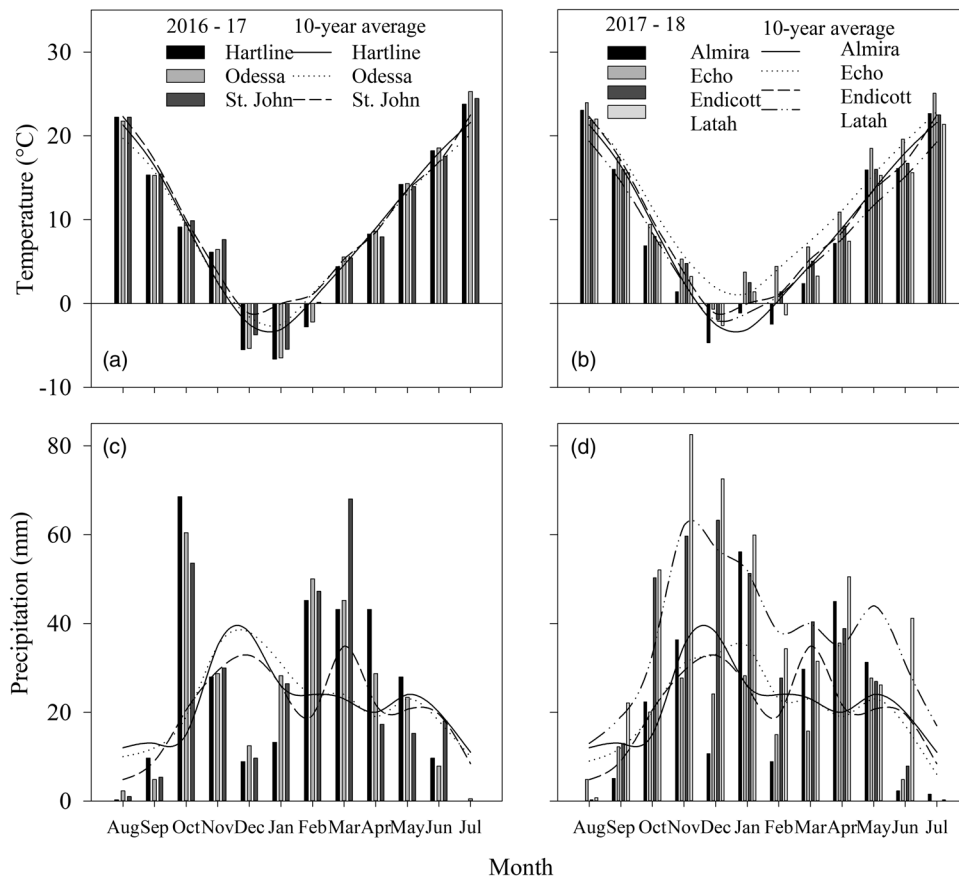 2016 - 17 10-year average
Hartline Hartline
Odessa Odessa
St. John St. John
30
20
10
0
-10
Temperature (°C)
(a)
2017 - 18 10-year average
Almira Almira
Echo Echo
Endicott Endicott
Latah Latah
(b)
80
60
40
20
0
Precipitation (mm)
(c)
(d)
Aug Sep Oct Nov Dec Jan Feb Mar Apr May Jun Jul
Aug Sep Oct Nov Dec Jan Feb Mar Apr May Jun Jul
Month